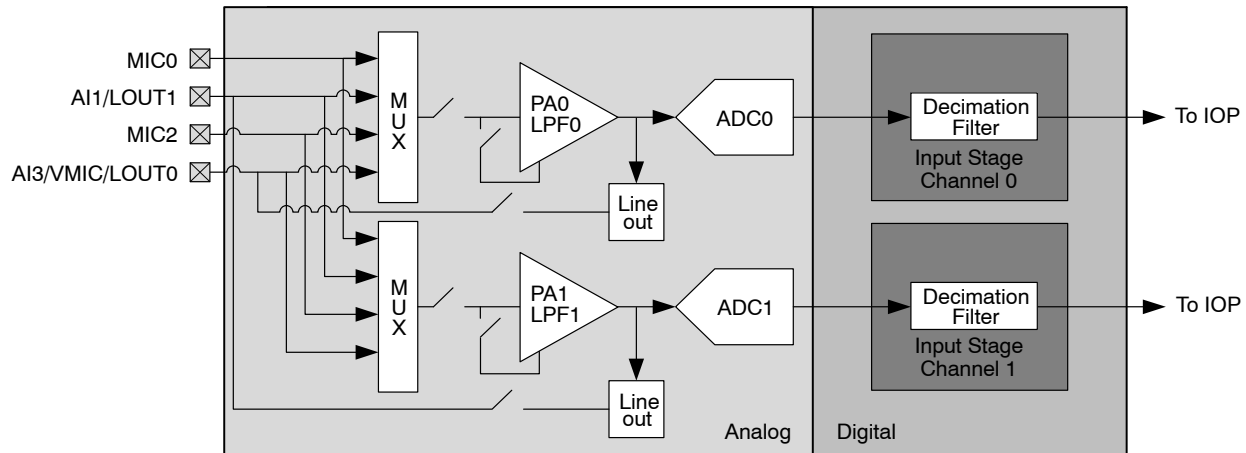 MIC0
AI1/LOUT1
MIC2
AI3/VMIC/LOUT0
M
U
X
PA0
LPF0
ADC0
Line
out
Decimation
Filter
Input Stage
Channel 0
To IOP
M
U
X
PA1
LPF1
ADC1
Line
out
Decimation
Filter
Input Stage
Channel 1
To IOP
Analog
Digital